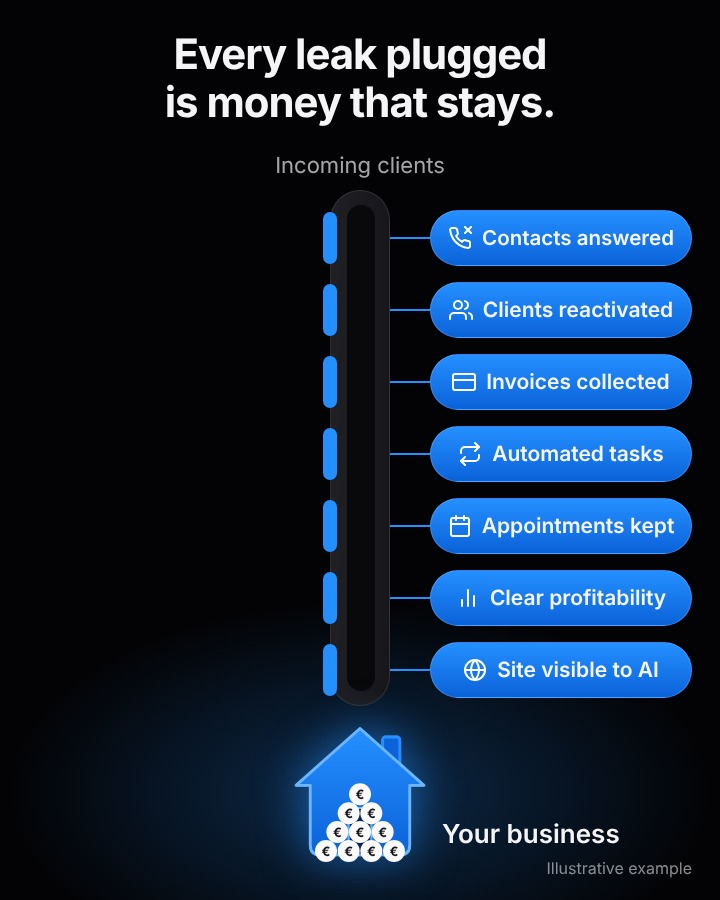 Every leak plugged
is money that stays.
Incoming clients
Contacts answered
Clients reactivated
Invoices collected
Automated tasks
Appointments kept
Clear profitability
Site visible to AI
€
€ €
€ € €
€ € € €
Your business
Illustrative example